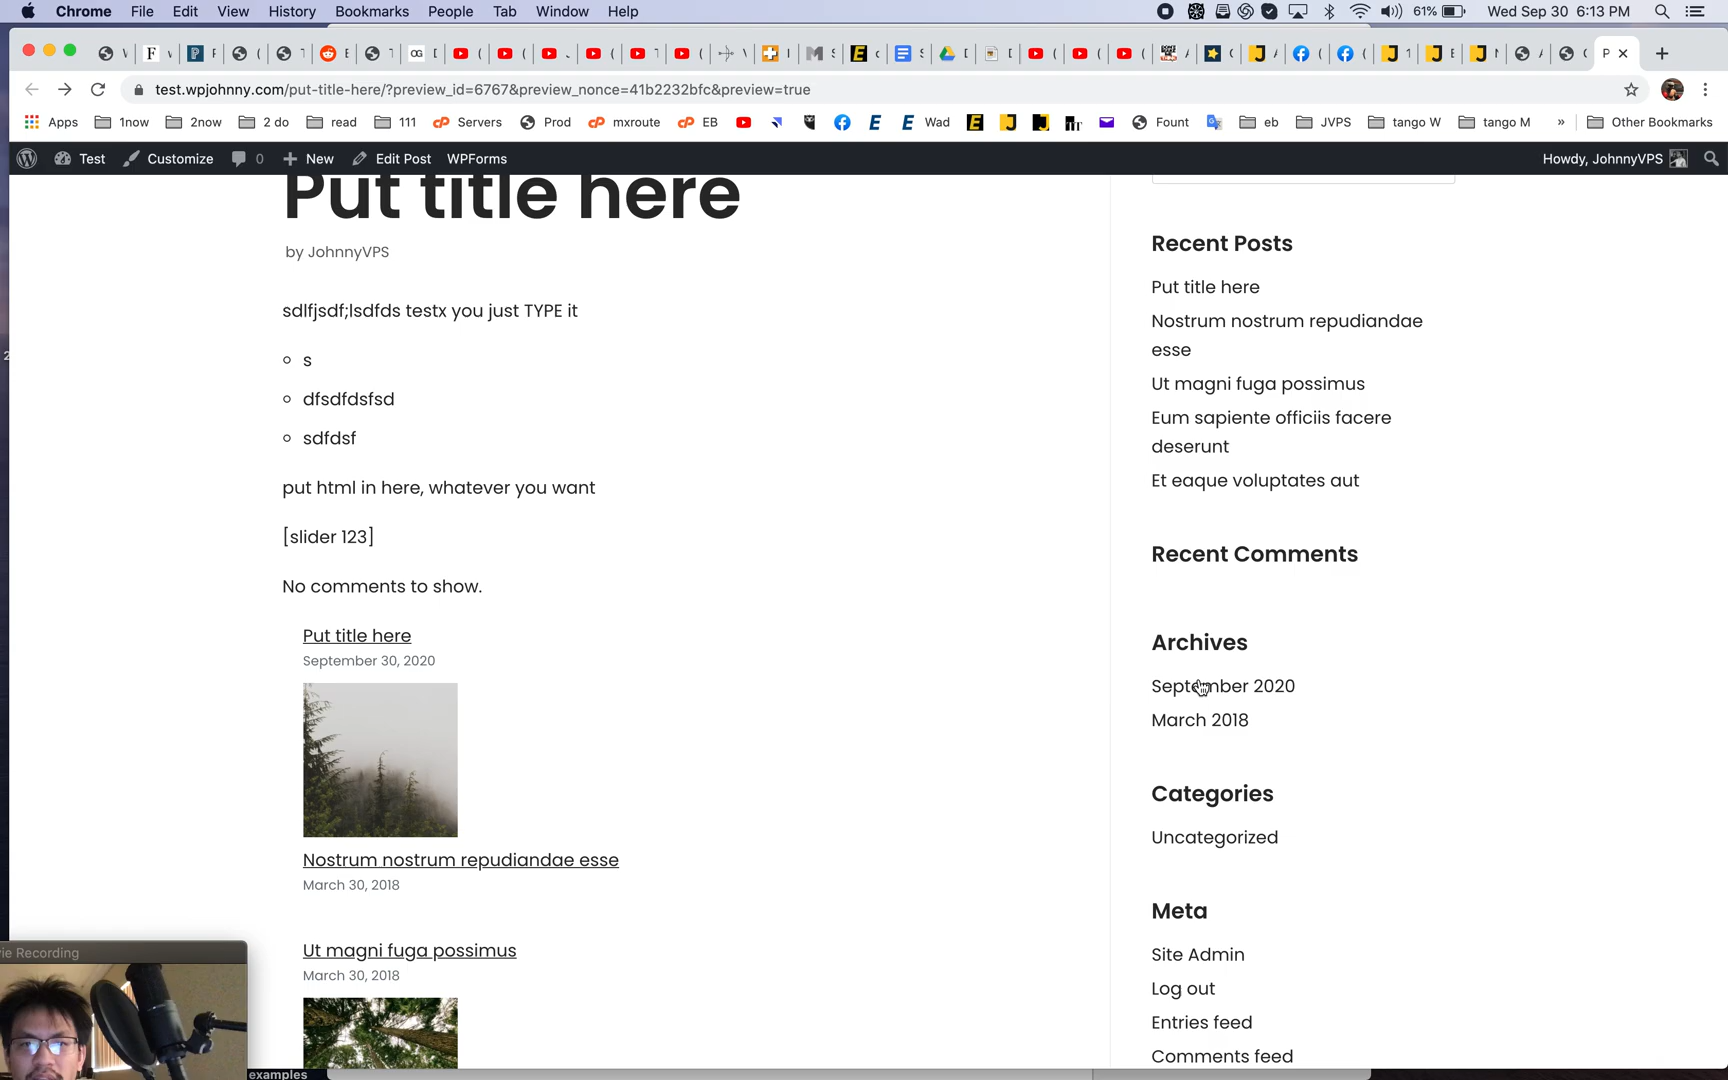 Chrome File Edit View History Bookmarks People Tab Window Help
61% Wed Sep 30 6:13 PM
test.wpjohnny.com/put-title-here/?preview_id=6767&preview_nonce=41b2232bfc&preview=true
Apps 1now 2now 2 do read 111 Servers Prod mxroute EB Wad Fount eb JVPS tango W tango M » Other Bookmarks
Test Customize 0 New Edit Post WPForms Howdy, JohnnyVPS
Put title here
by JohnnyVPS
sdlfjsdf;lsdfds testx you just TYPE it
s
dfsdfdsfsd
sdfdsf
put html in here, whatever you want
[slider 123]
No comments to show.
Put title here
September 30, 2020
Nostrum nostrum repudiandae esse
March 30, 2018
Ut magni fuga possimus
March 30, 2018
Recent Posts
Put title here
Nostrum nostrum repudiandae
esse
Ut magni fuga possimus
Eum sapiente officiis facere
deserunt
Et eaque voluptates aut
Recent Comments
Archives
September 2020
March 2018
Categories
Uncategorized
Meta
Site Admin
Log out
Entries feed
Comments feed
Recording
examples